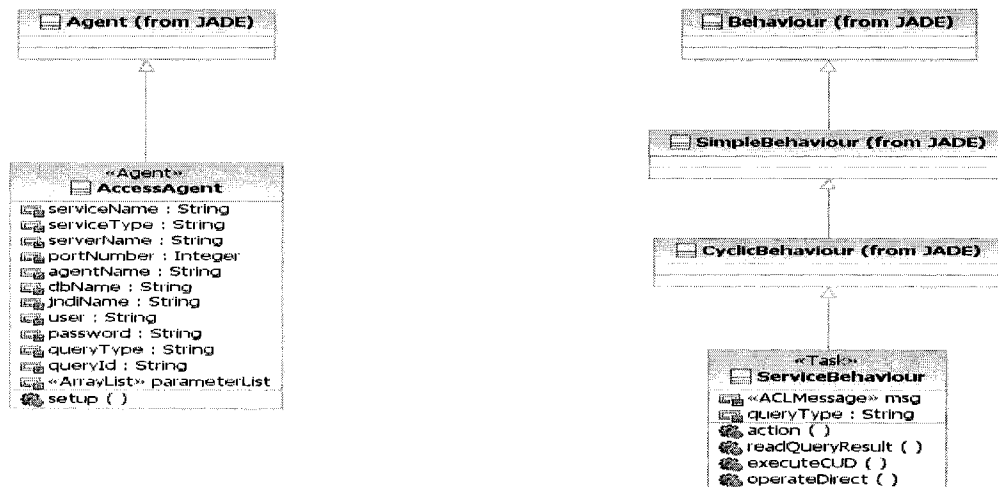 Agent (from JADE)
«Agent»
AccessAgent
serviceName : String
serviceType : String
serverName : String
portNumber : Integer
agentName : String
dbName : String
jndiName : String
user : String
password : String
queryType : String
queryId : String
«ArrayList» parameterList
setup ( )
Behaviour (from JADE)
SimpleBehaviour (from JADE)
CyclicBehaviour (from JADE)
«Task»
ServiceBehaviour
«ACLMessage» msg
queryType : String
action ( )
readQueryResult ( )
executeCUD ( )
operateDirect ( )